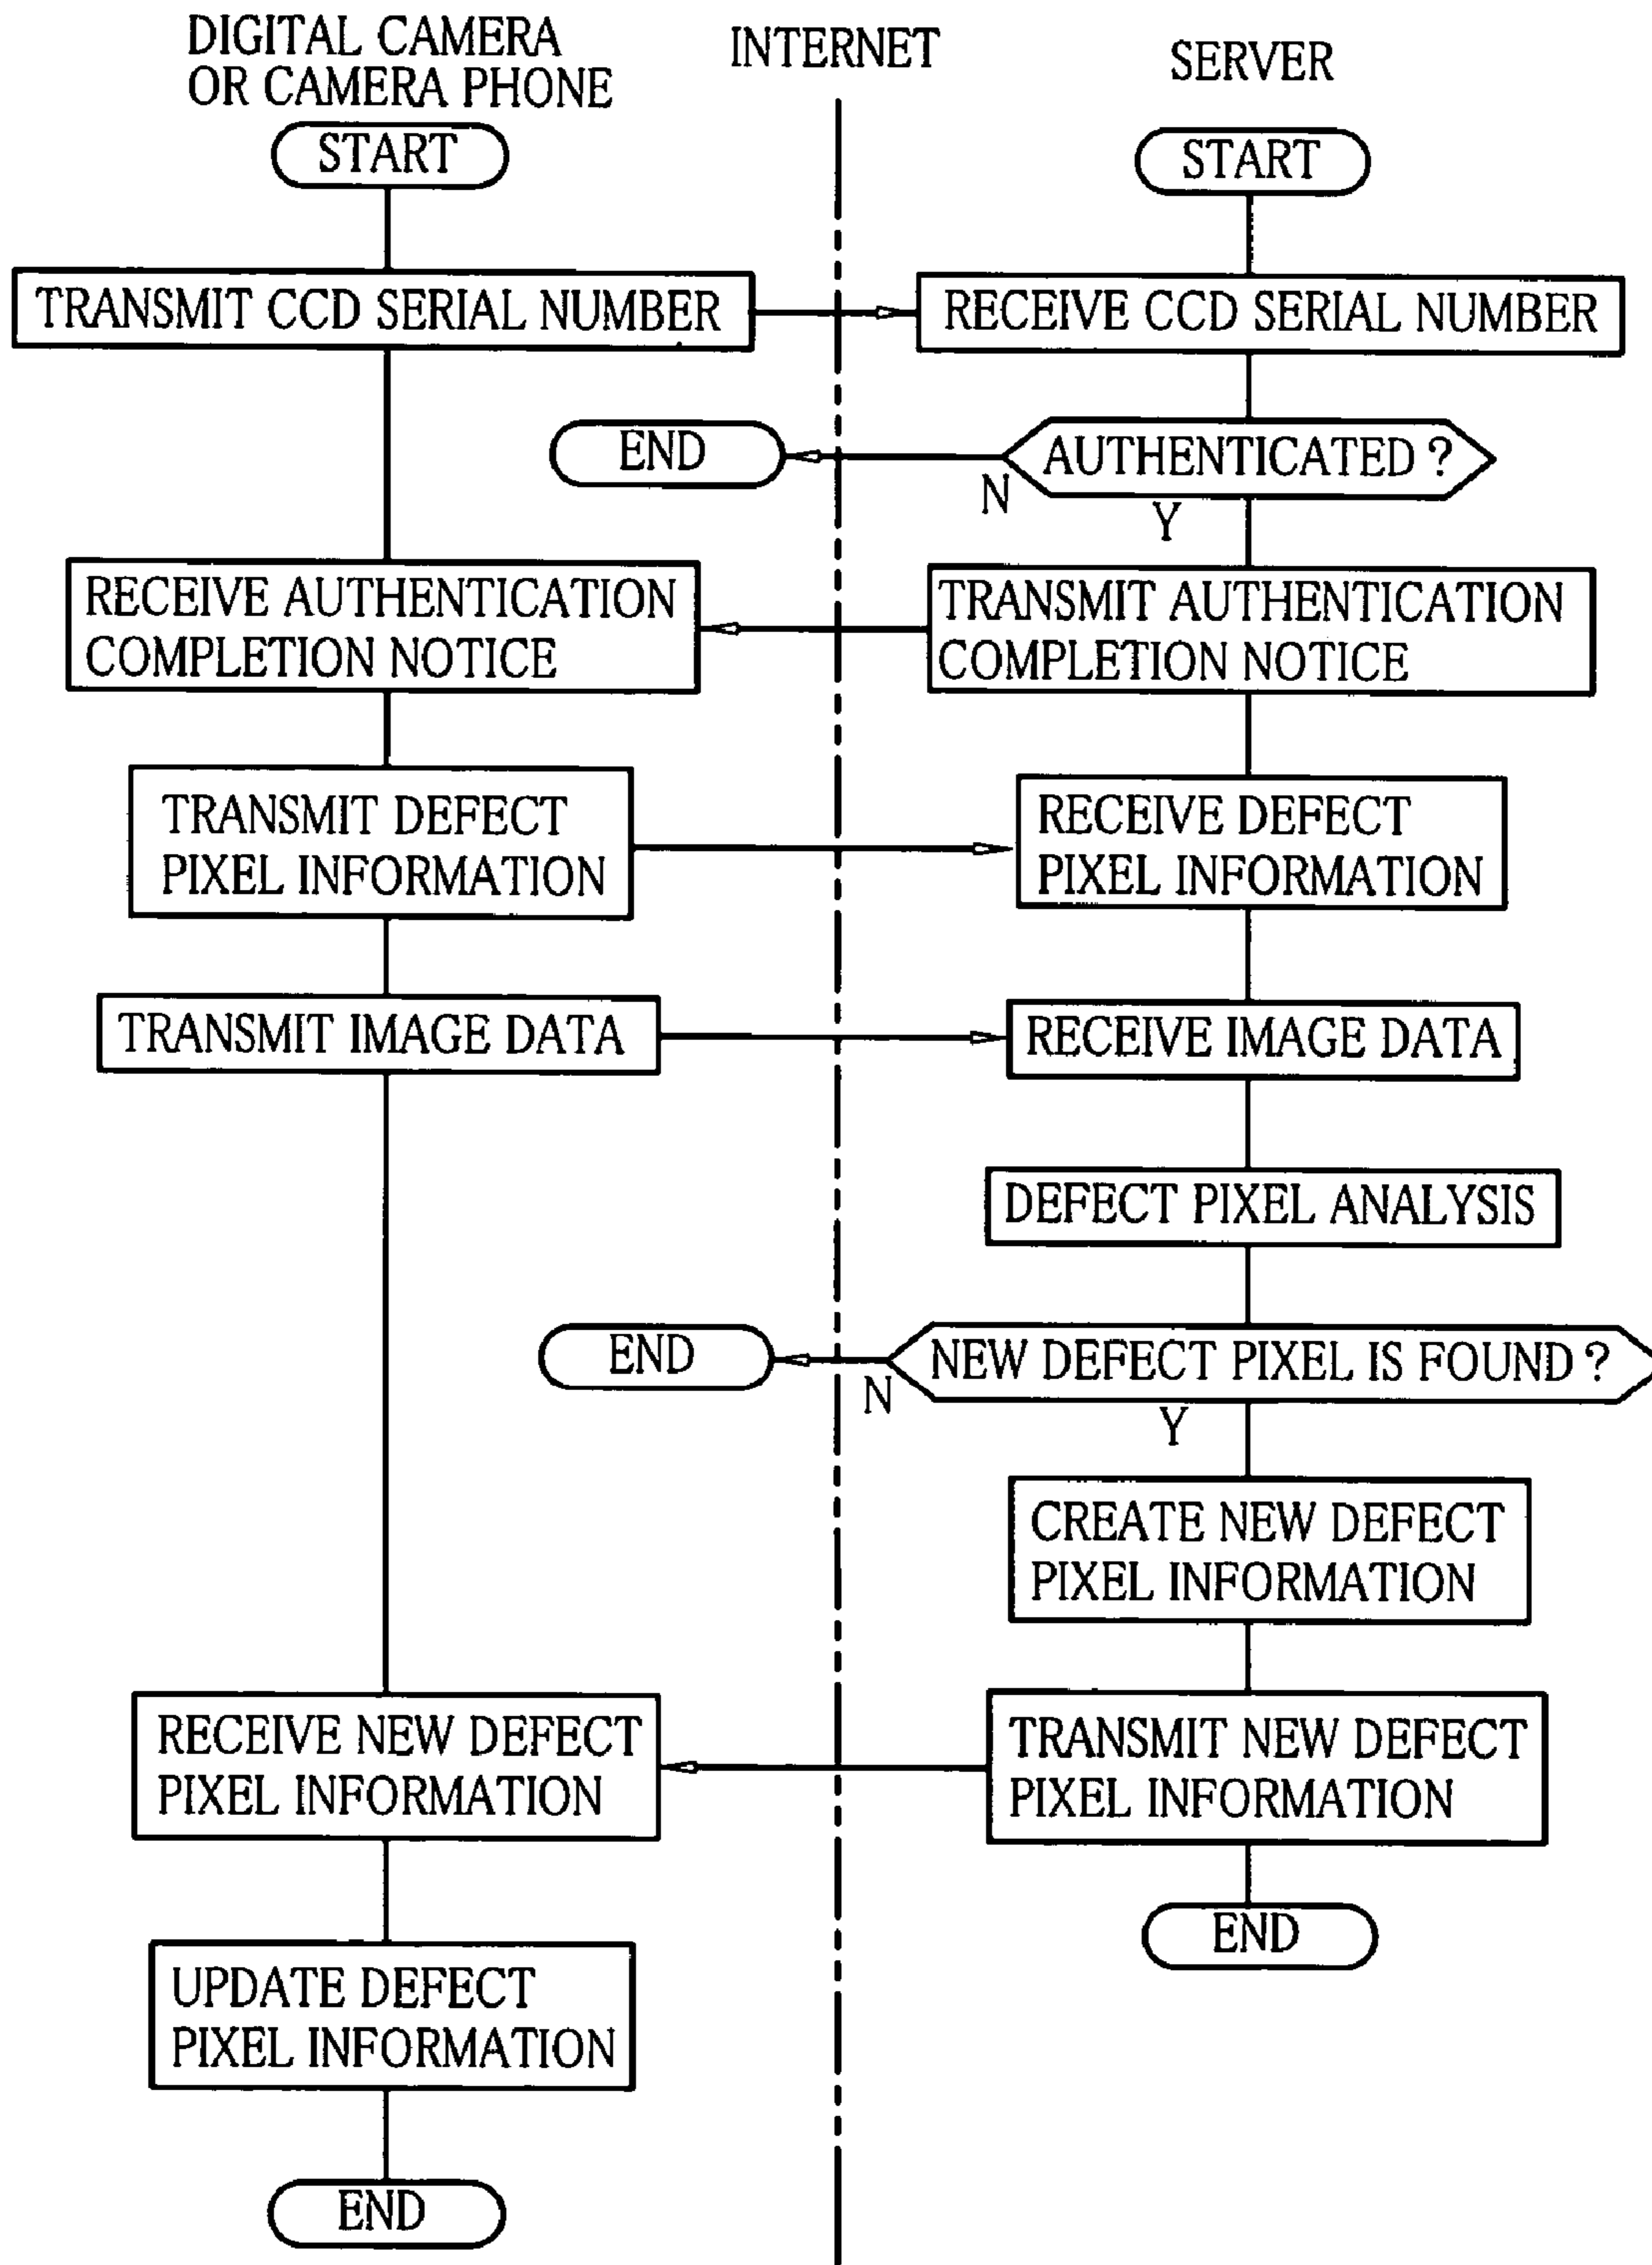 DIGITAL CAMERA
OR CAMERA PHONE
INTERNET
SERVER
START
START
TRANSMIT CCD SERIAL NUMBER
RECEIVE CCD SERIAL NUMBER
END
AUTHENTICATED ?
N
Y
RECEIVE AUTHENTICATION
COMPLETION NOTICE
TRANSMIT AUTHENTICATION
COMPLETION NOTICE
TRANSMIT DEFECT
PIXEL INFORMATION
RECEIVE DEFECT
PIXEL INFORMATION
TRANSMIT IMAGE DATA
RECEIVE IMAGE DATA
DEFECT PIXEL ANALYSIS
END
NEW DEFECT PIXEL IS FOUND ?
N
Y
CREATE NEW DEFECT
PIXEL INFORMATION
RECEIVE NEW DEFECT
PIXEL INFORMATION
TRANSMIT NEW DEFECT
PIXEL INFORMATION
END
UPDATE DEFECT
PIXEL INFORMATION
END